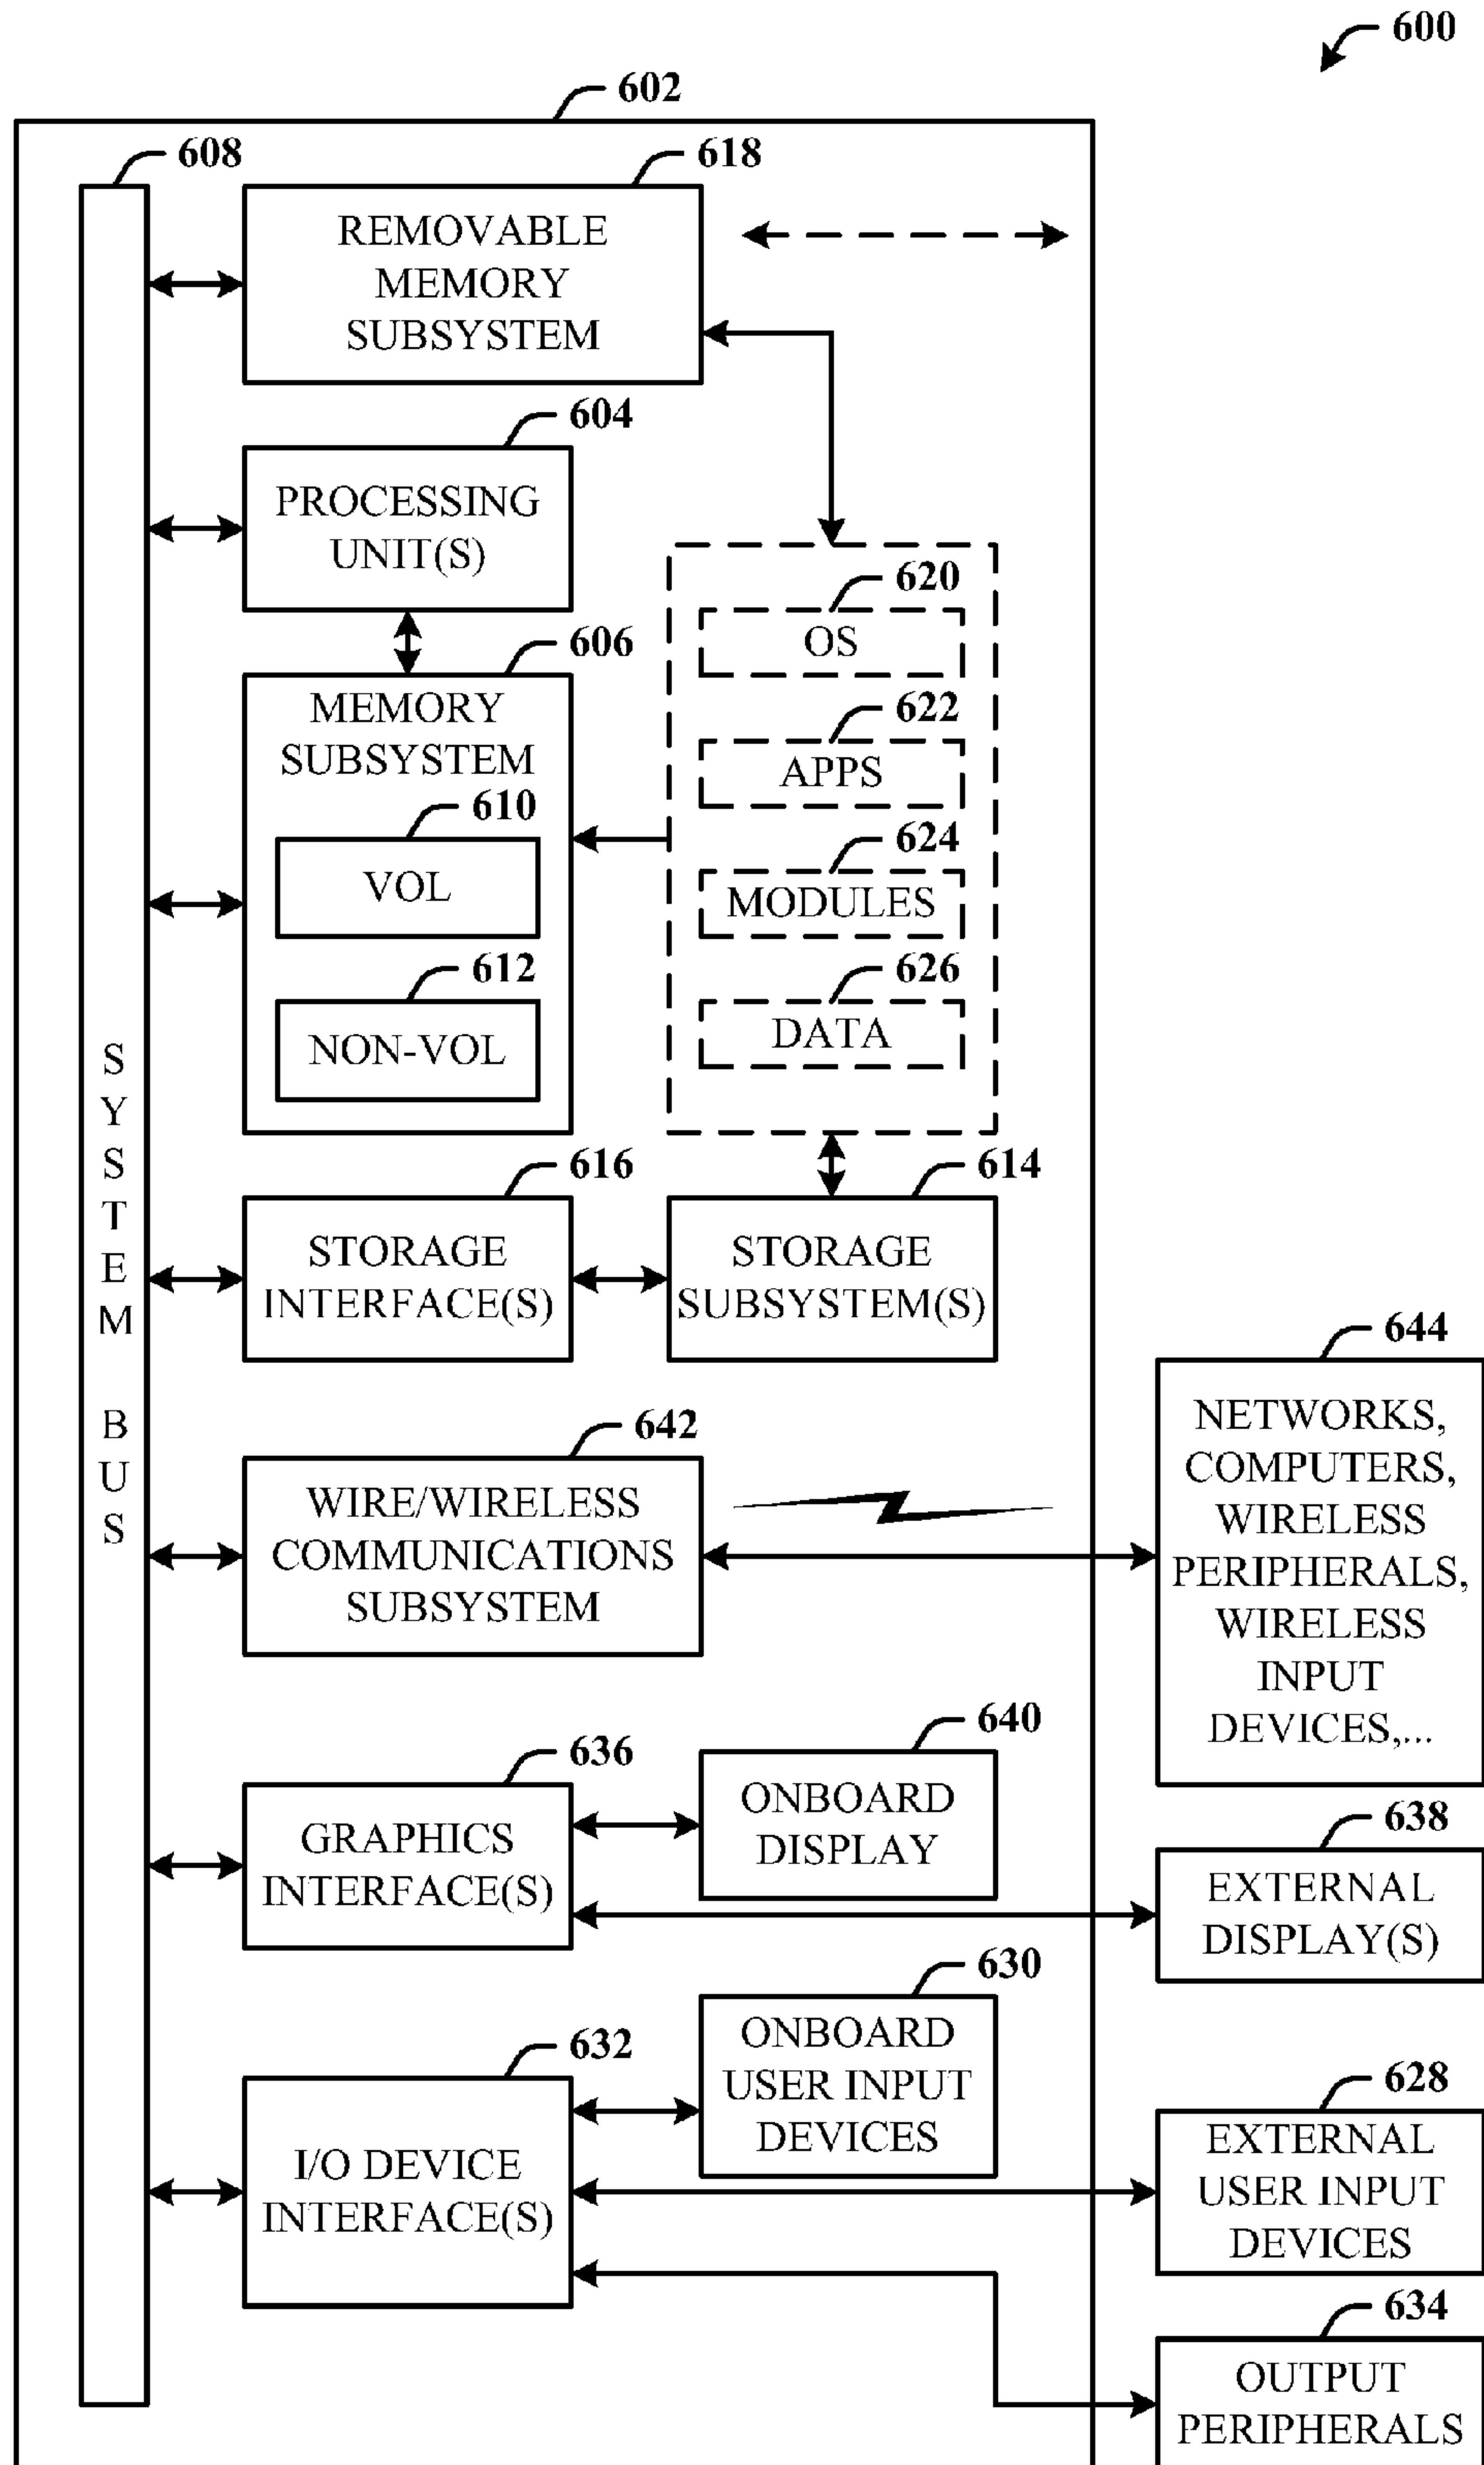 600
602
608
618
REMOVABLE
MEMORY
SUBSYSTEM
604
PROCESSING
UNIT(S)
606
MEMORY
SUBSYSTEM
610
VOL
612
NON-VOL
620
OS
622
APPS
624
MODULES
626
DATA
SYSTEM BUS
616
STORAGE
INTERFACE(S)
614
STORAGE
SUBSYSTEM(S)
642
WIRE/WIRELESS
COMMUNICATIONS
SUBSYSTEM
644
NETWORKS,
COMPUTERS,
WIRELESS
PERIPHERALS,
WIRELESS
INPUT
DEVICES,...
636
GRAPHICS
INTERFACE(S)
640
ONBOARD
DISPLAY
638
EXTERNAL
DISPLAY(S)
632
I/O DEVICE
INTERFACE(S)
630
ONBOARD
USER INPUT
DEVICES
628
EXTERNAL
USER INPUT
DEVICES
634
OUTPUT
PERIPHERALS